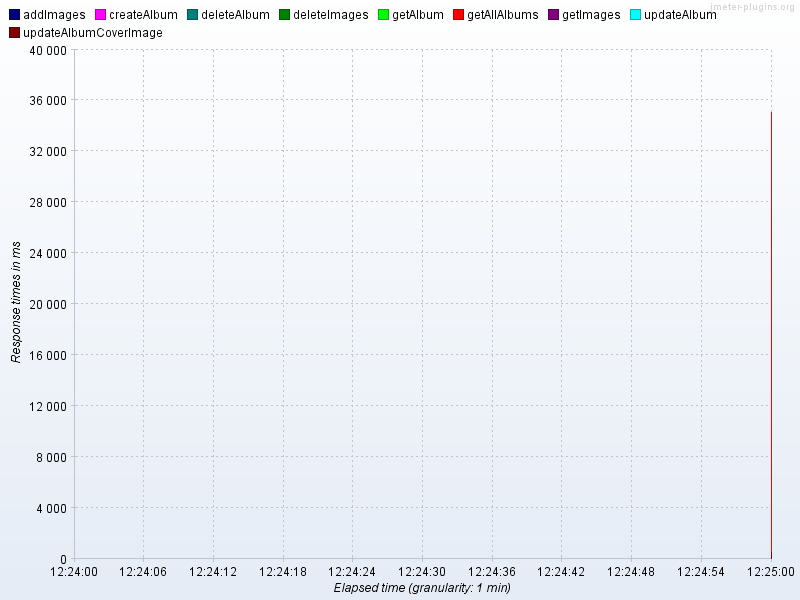 addImages createAlbum deleteAlbum deleteImages getAlbum getAllAlbums getImages updateAlbum
jmeter-plugins.org
updateAlbumCoverImage
40 000
36 000
32 000
28 000
24 000
20 000
16 000
12 000
8 000
4 000
0
Response times in ms
12:24:00 12:24:06 12:24:12 12:24:18 12:24:24 12:24:30 12:24:36 12:24:42 12:24:48 12:24:54 12:25:00
Elapsed time (granularity: 1 min)